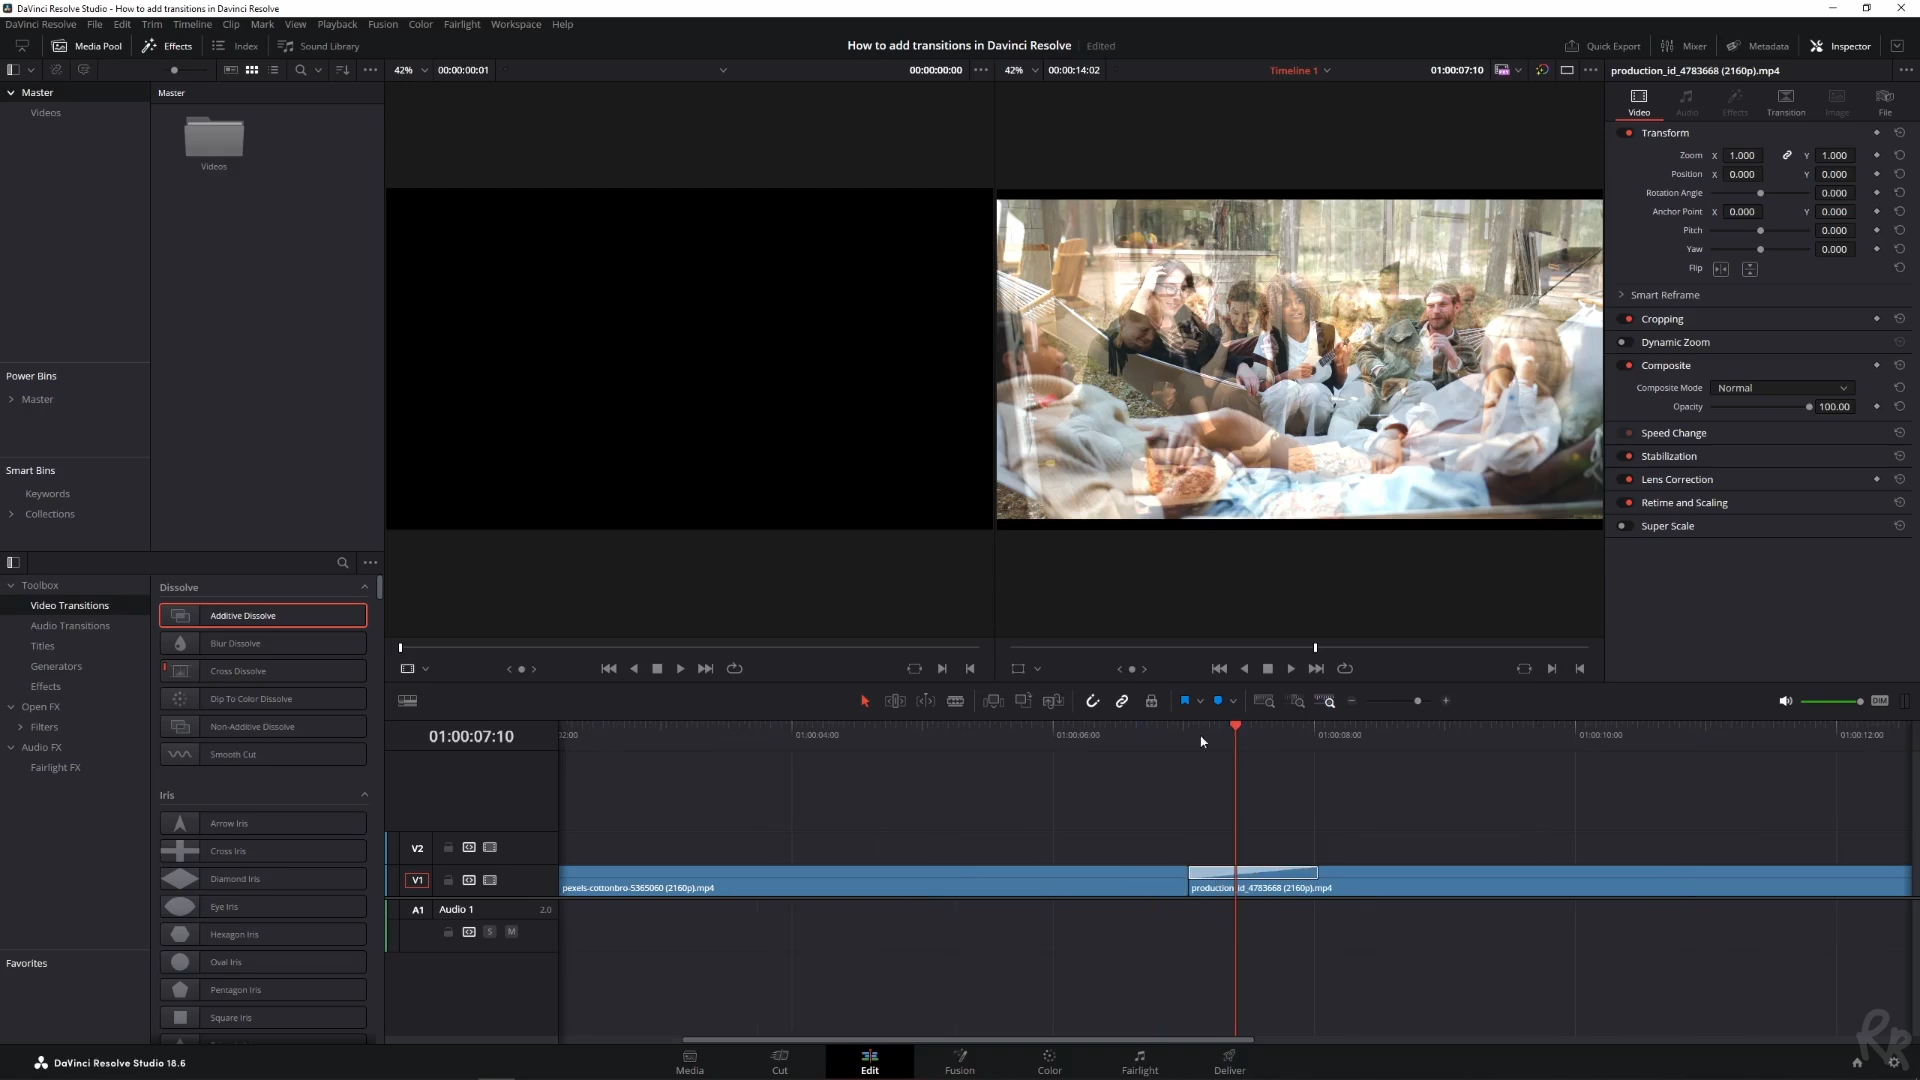 DaVinci Resolve Studio - How to add transitions in Davinci Resolve
DaVinci Resolve File Edit Trim Timeline Clip Mark View Playback Fusion Color Fairlight Workspace Help
Media Pool Effects Index Sound Library How to add transitions in Davinci Resolve Edited Quick Export Mixer Metadata Inspector
42% 00:00:00:01 00:00:00:00 42% 00:00:14:02 Timeline 1 01:00:07:10 production_id_4783668 (2160p).mp4
Master
Videos
Master
Videos
Power Bins
Master
Smart Bins
Keywords
Collections
Video Audio Effects Transition Image File
Transform
Zoom X 1.000 Y 1.000
Position X 0.000 Y 0.000
Rotation Angle 0.000
Anchor Point X 0.000 Y 0.000
Pitch 0.000
Yaw 0.000
Flip
Smart Reframe
Cropping
Dynamic Zoom
Composite
Composite Mode Normal
Opacity 100.00
Speed Change
Stabilization
Lens Correction
Retime and Scaling
Super Scale
Toolbox
Video Transitions
Audio Transitions
Titles
Generators
Effects
Open FX
Filters
Audio FX
Fairlight FX
Favorites
Dissolve
Additive Dissolve
Blur Dissolve
Cross Dissolve
Dip To Color Dissolve
Non-Additive Dissolve
Smooth Cut
Iris
Arrow Iris
Cross Iris
Diamond Iris
Eye Iris
Hexagon Iris
Oval Iris
Pentagon Iris
Square Iris
DIM
01:00:07:10 02:00 01:00:04:00 01:00:06:00 01:00:08:00 01:00:10:00 01:00:12:00
V2
V1
pexels-cottonbro-5365060 (2160p).mp4 production_id_4783668 (2160p).mp4
A1 Audio 1 2.0
S M
DaVinci Resolve Studio 18.6
Media Cut Edit Fusion Color Fairlight Deliver
RR